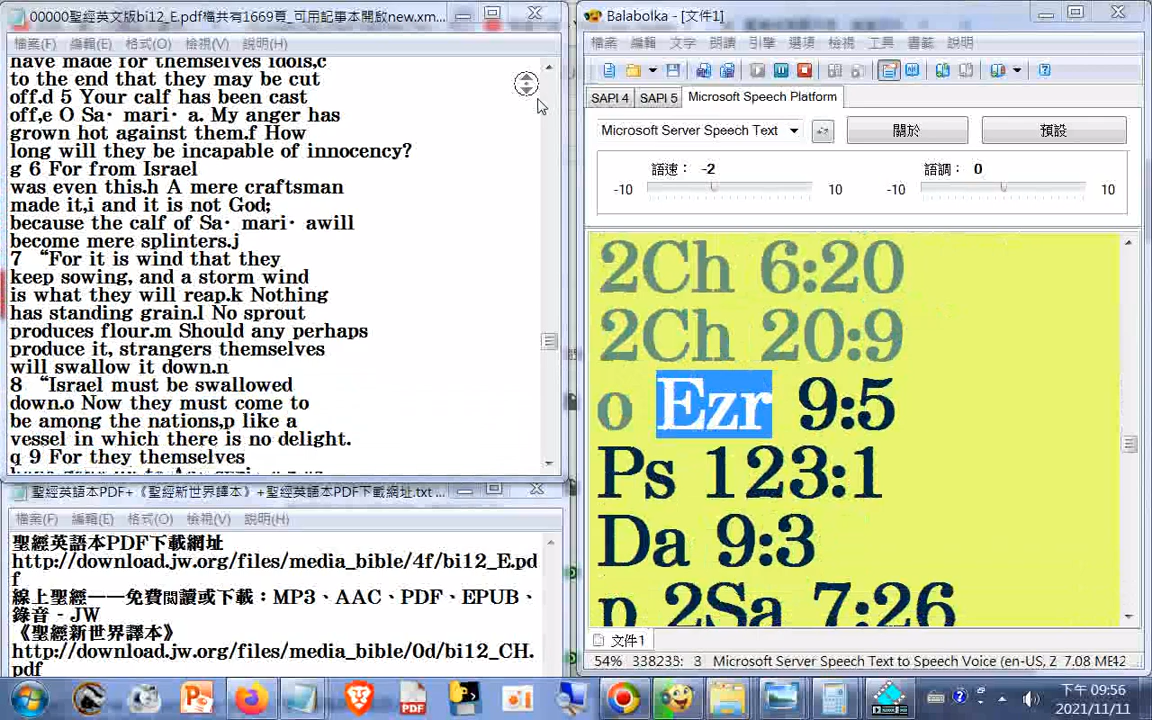 00000聖經英文版bi12_E.pdf檔共有1669頁_可用記事本開啟new.xm...
檔案(F) 編輯(E) 格式(O) 檢視(V) 說明(H)
have made for themselves idols,c
to the end that they may be cut
off.d 5 Your calf has been cast
off,e O Sa· mari· a. My anger has
grown hot against them.f How
long will they be incapable of innocency?
g 6 For from Israel
was even this.h A mere craftsman
made it,i and it is not God;
because the calf of Sa· mari· awill
become mere splinters.j
7 “For it is wind that they
keep sowing, and a storm wind
is what they will reap.k Nothing
has standing grain.l No sprout
produces flour.m Should any perhaps
produce it, strangers themselves
will swallow it down.n
8 “Israel must be swallowed
down.o Now they must come to
be among the nations,p like a
vessel in which there is no delight.
q 9 For they themselves
聖經英語本PDF+《聖經新世界譯本》+聖經英語本PDF下載網址.txt ...
檔案(F) 編輯(E) 格式(O) 檢視(V) 說明(H)
聖經英語本PDF下載網址
http://download.jw.org/files/media_bible/4f/bi12_E.pd
f
線上聖經——免費閱讀或下載：MP3、AAC、PDF、EPUB、
錄音 - JW
《聖經新世界譯本》
http://download.jw.org/files/media_bible/0d/bi12_CH.
pdf
Balabolka - [文件1]
檔案 編輯 文字 朗讀 引擎 選項 檢視 工具 書籤 說明
SAPI 4 SAPI 5 Microsoft Speech Platform
Microsoft Server Speech Text 關於 預設
語速： -2 語調： 0
-10 10 -10 10
2Ch 6:20
2Ch 20:9
o Ezr 9:5
Ps 123:1
Da 9:3
p 2Sa 7:26
文件1
54% 338235: 3 Microsoft Server Speech Text to Speech Voice (en-US, Z 7.08 ME42
下午 09:56
2021/11/11